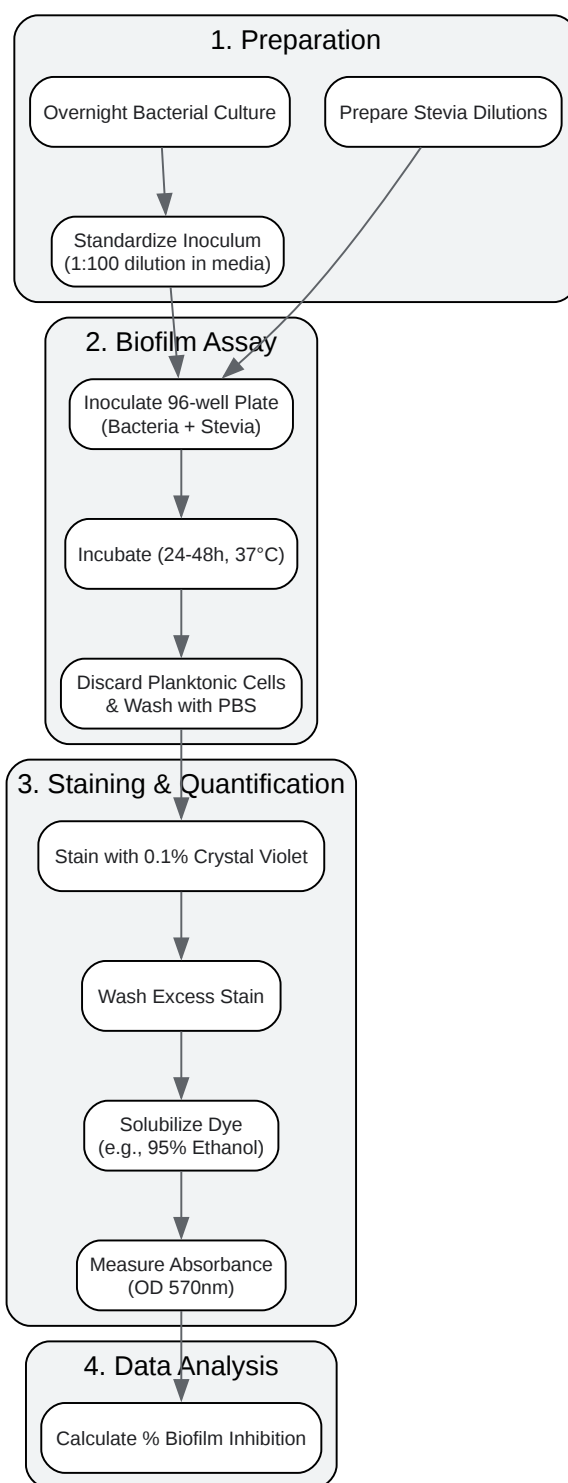 1. Preparation
Overnight Bacterial Culture
Prepare Stevia Dilutions
Standardize Inoculum
(1:100 dilution in media)
2. Biofilm Assay
Inoculate 96-well Plate
(Bacteria + Stevia)
Incubate (24-48h, 37°C)
Discard Planktonic Cells
& Wash with PBS
3. Staining & Quantification
Stain with 0.1% Crystal Violet
Wash Excess Stain
Solubilize Dye
(e.g., 95% Ethanol)
Measure Absorbance
(OD 570nm)
4. Data Analysis
Calculate % Biofilm Inhibition